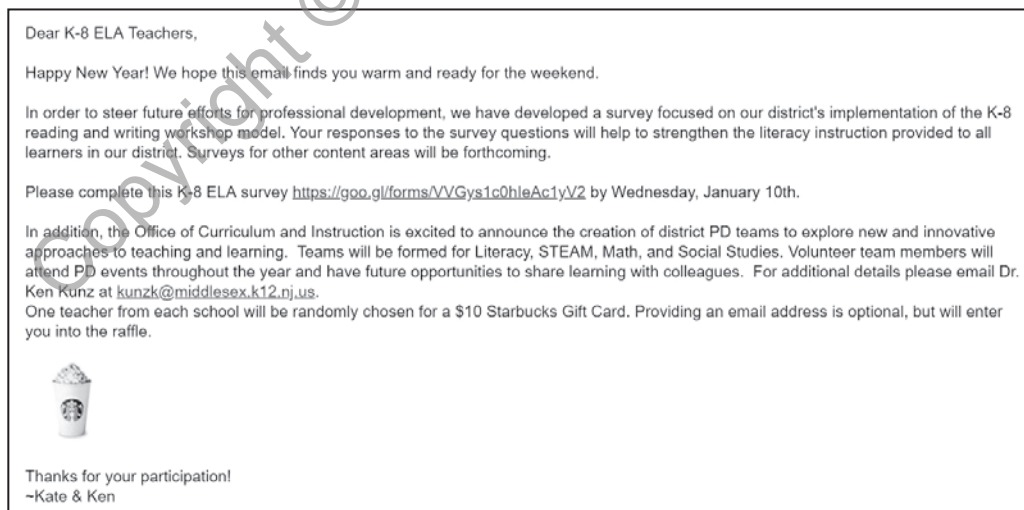 Dear K-8 ELA Teachers,
Happy New Year! We hope this email finds you warm and ready for the weekend.
In order to steer future efforts for professional development, we have developed a survey focused on our district's implementation of the K-8
reading and writing workshop model. Your responses to the survey questions will help to strengthen the literacy instruction provided to all
learners in our district. Surveys for other content areas will be forthcoming.
Please complete this K-8 ELA survey https://goo.gl/forms/VVGys1c0hIeAc1yV2 by Wednesday, January 10th.
In addition, the Office of Curriculum and Instruction is excited to announce the creation of district PD teams to explore new and innovative
approaches to teaching and learning.  Teams will be formed for Literacy, STEAM, Math, and Social Studies. Volunteer team members will
attend PD events throughout the year and have future opportunities to share learning with colleagues.  For additional details please email Dr.
Ken Kunz at kunzk@middlesex.k12.nj.us.
One teacher from each school will be randomly chosen for a $10 Starbucks Gift Card. Providing an email address is optional, but will enter
you into the raffle.
Thanks for your participation!
~Kate & Ken
Copyright ©